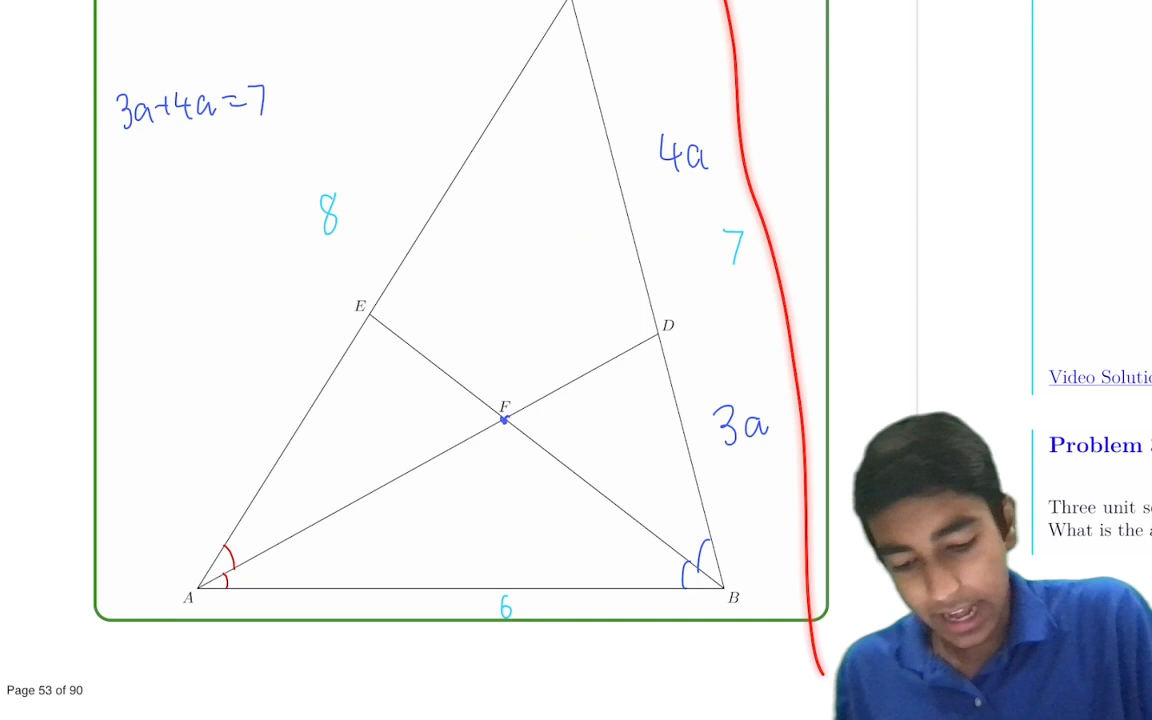 3a+4a=7
4a
8
7
E
D
F
3a
A
B
6
Video Soluti
Problem
Three unit s
What is the a
Page 53 of 90